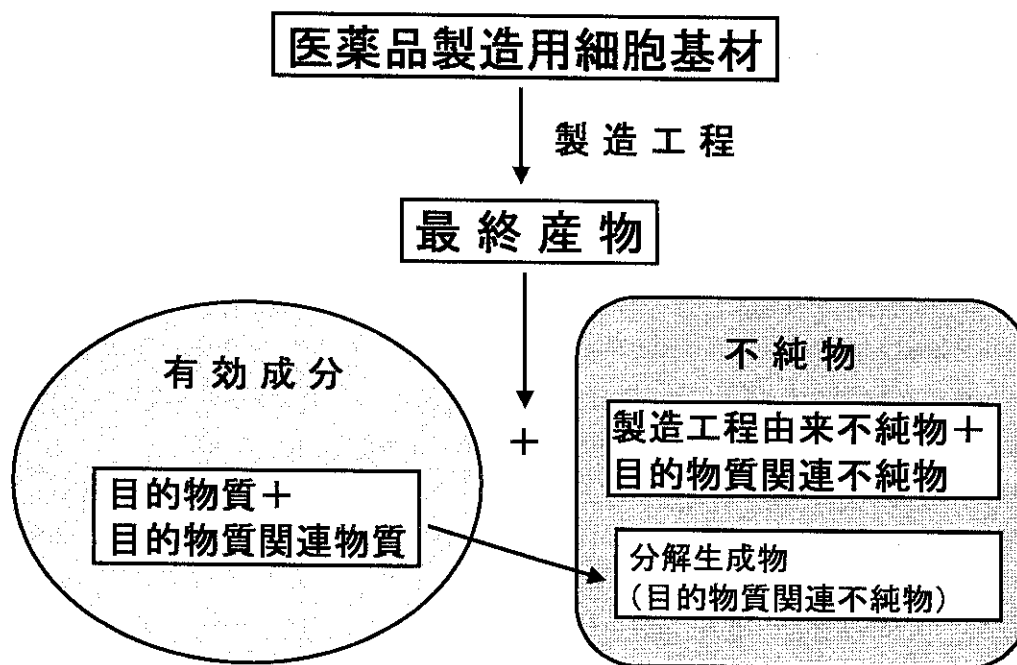 医薬品製造用細胞基材
製造工程
最終産物
有効成分
目的物質＋
目的物質関連物質
＋
不純物
製造工程由来不純物＋
目的物質関連不純物
分解生成物
（目的物質関連不純物）